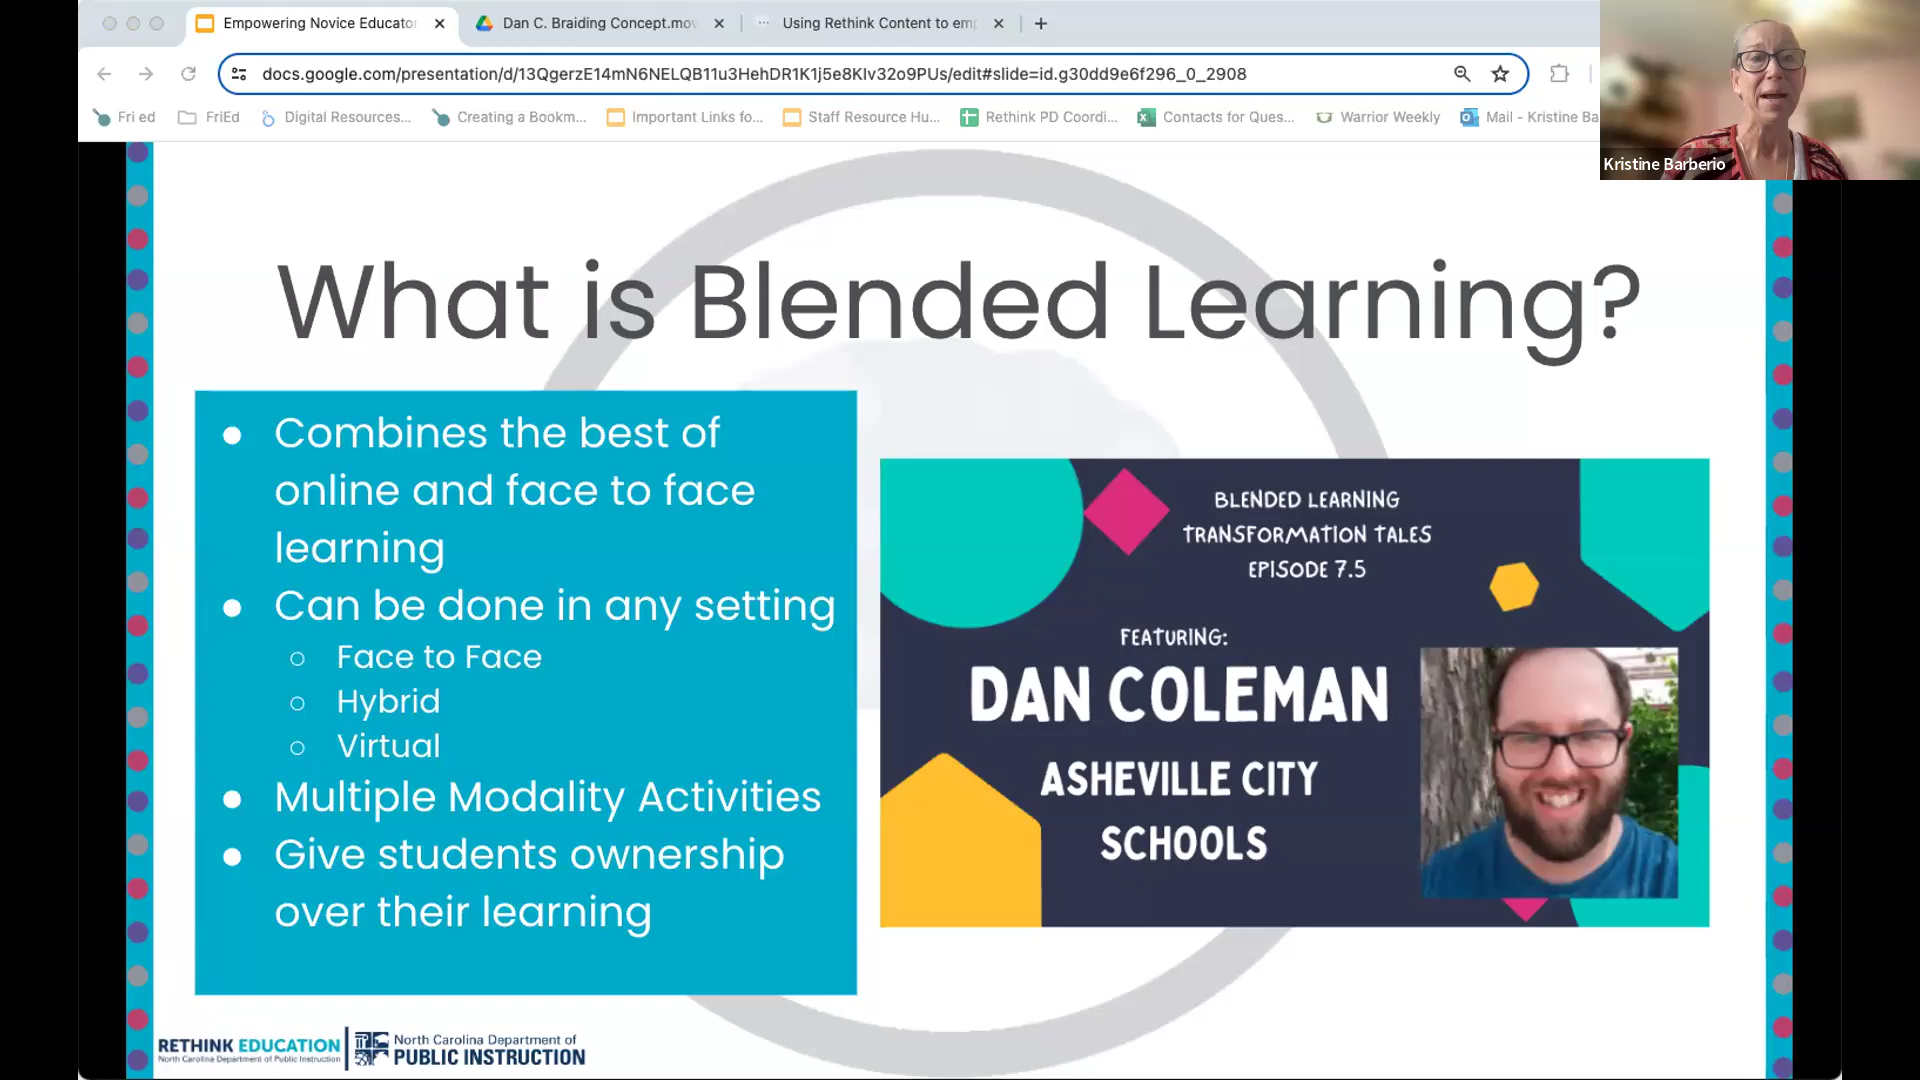 Empowering Novice Educator
Dan C. Braiding Concept.mov
Using Rethink Content to emp
docs.google.com/presentation/d/13QgerzE14mN6NELQB11u3HehDR1K1j5e8KIv32o9PUs/edit#slide=id.g30dd9e6f296_0_2908
Fri ed
FriEd
Digital Resources...
Creating a Bookm...
Important Links fo...
Staff Resource Hu...
Rethink PD Coordi...
Contacts for Ques...
Warrior Weekly
Mail - Kristine Ba
Kristine Barberio
What is Blended Learning?
● Combines the best of
online and face to face
learning
● Can be done in any setting
○ Face to Face
○ Hybrid
○ Virtual
● Multiple Modality Activities
● Give students ownership
over their learning
BLENDED LEARNING
TRANSFORMATION TALES
EPISODE 7.5
FEATURING:
DAN COLEMAN
ASHEVILLE CITY
SCHOOLS
RETHINK EDUCATION
North Carolina Department of Public Instruction
North Carolina Department of
PUBLIC INSTRUCTION